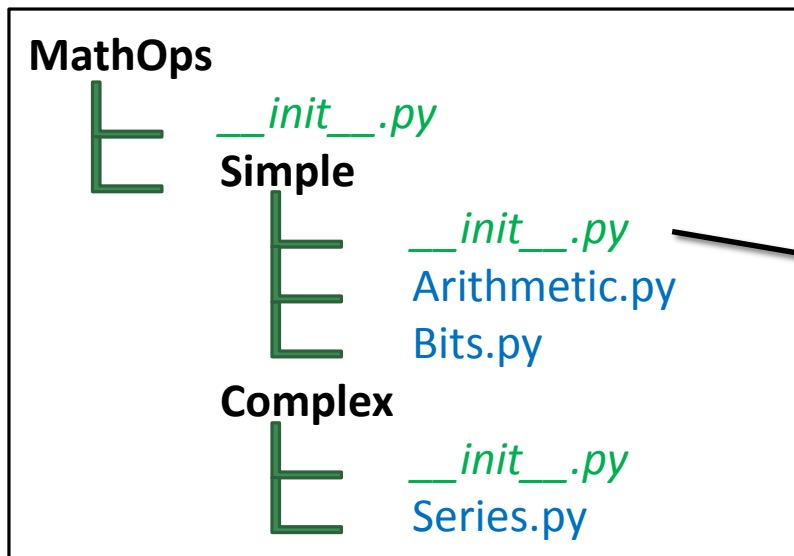 MathOps
__init__.py
Simple
__init__.py
Arithmetic.py
Bits.py
Complex
__init__.py
Series.py